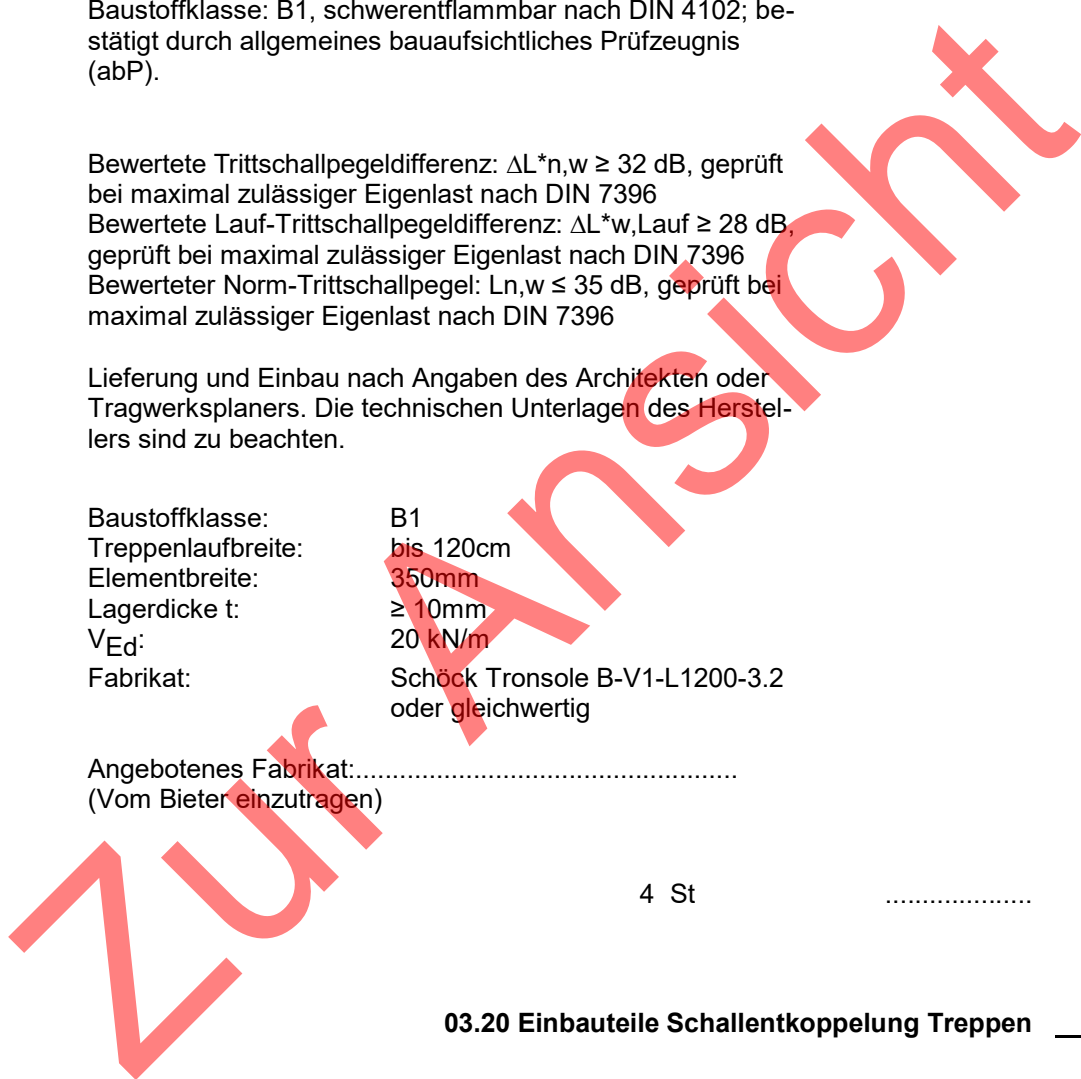 Baustoffklasse: B1, schwerentflammbar nach DIN 4102; be-
stätigt durch allgemeines bauaufsichtliches Prüfzeugnis
(abP).
Bewertete Trittschallpegeldifferenz: ΔL*n,w ≥ 32 dB, geprüft
bei maximal zulässiger Eigenlast nach DIN 7396
Bewertete Lauf-Trittschallpegeldifferenz: ΔL*w,Lauf ≥ 28 dB,
geprüft bei maximal zulässiger Eigenlast nach DIN 7396
Bewerteter Norm-Trittschallpegel: Ln,w ≤ 35 dB, geprüft bei
maximal zulässiger Eigenlast nach DIN 7396
Lieferung und Einbau nach Angaben des Architekten oder
Tragwerksplaners. Die technischen Unterlagen des Herstel-
lers sind zu beachten.
Baustoffklasse: B1
Treppenlaufbreite: bis 120cm
Elementbreite: 350mm
Lagerdicke t: ≥ 10mm
VEd: 20 kN/m
Fabrikat: Schöck Tronsole B-V1-L1200-3.2
oder gleichwertig
Angebotenes Fabrikat:....................................................
(Vom Bieter einzutragen)
4 St ....................
03.20 Einbauteile Schallentkoppelung Treppen
Zur Ansicht